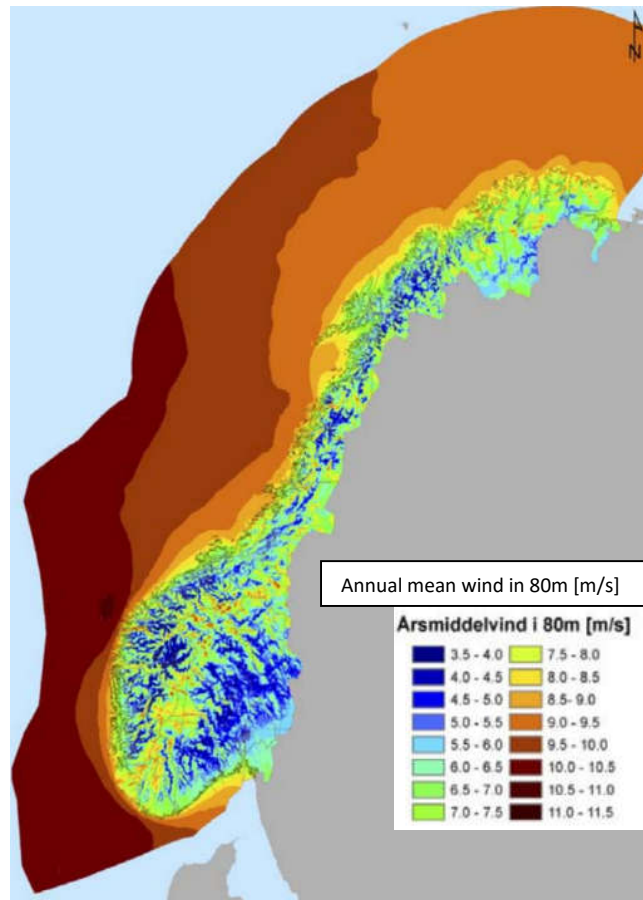 N
Annual mean wind in 80m [m/s]
Årsmiddelvind i 80m [m/s]
3.5 - 4.0 7.5 - 8.0
4.0 - 4.5 8.0 - 8.5
4.5 - 5.0 8.5- 9.0
5.0 - 5.5 9.0 - 9.5
5.5 - 6.0 9.5 - 10.0
6.0 - 6.5 10.0 - 10.5
6.5 - 7.0 10.5 - 11.0
7.0 - 7.5 11.0 - 11.5